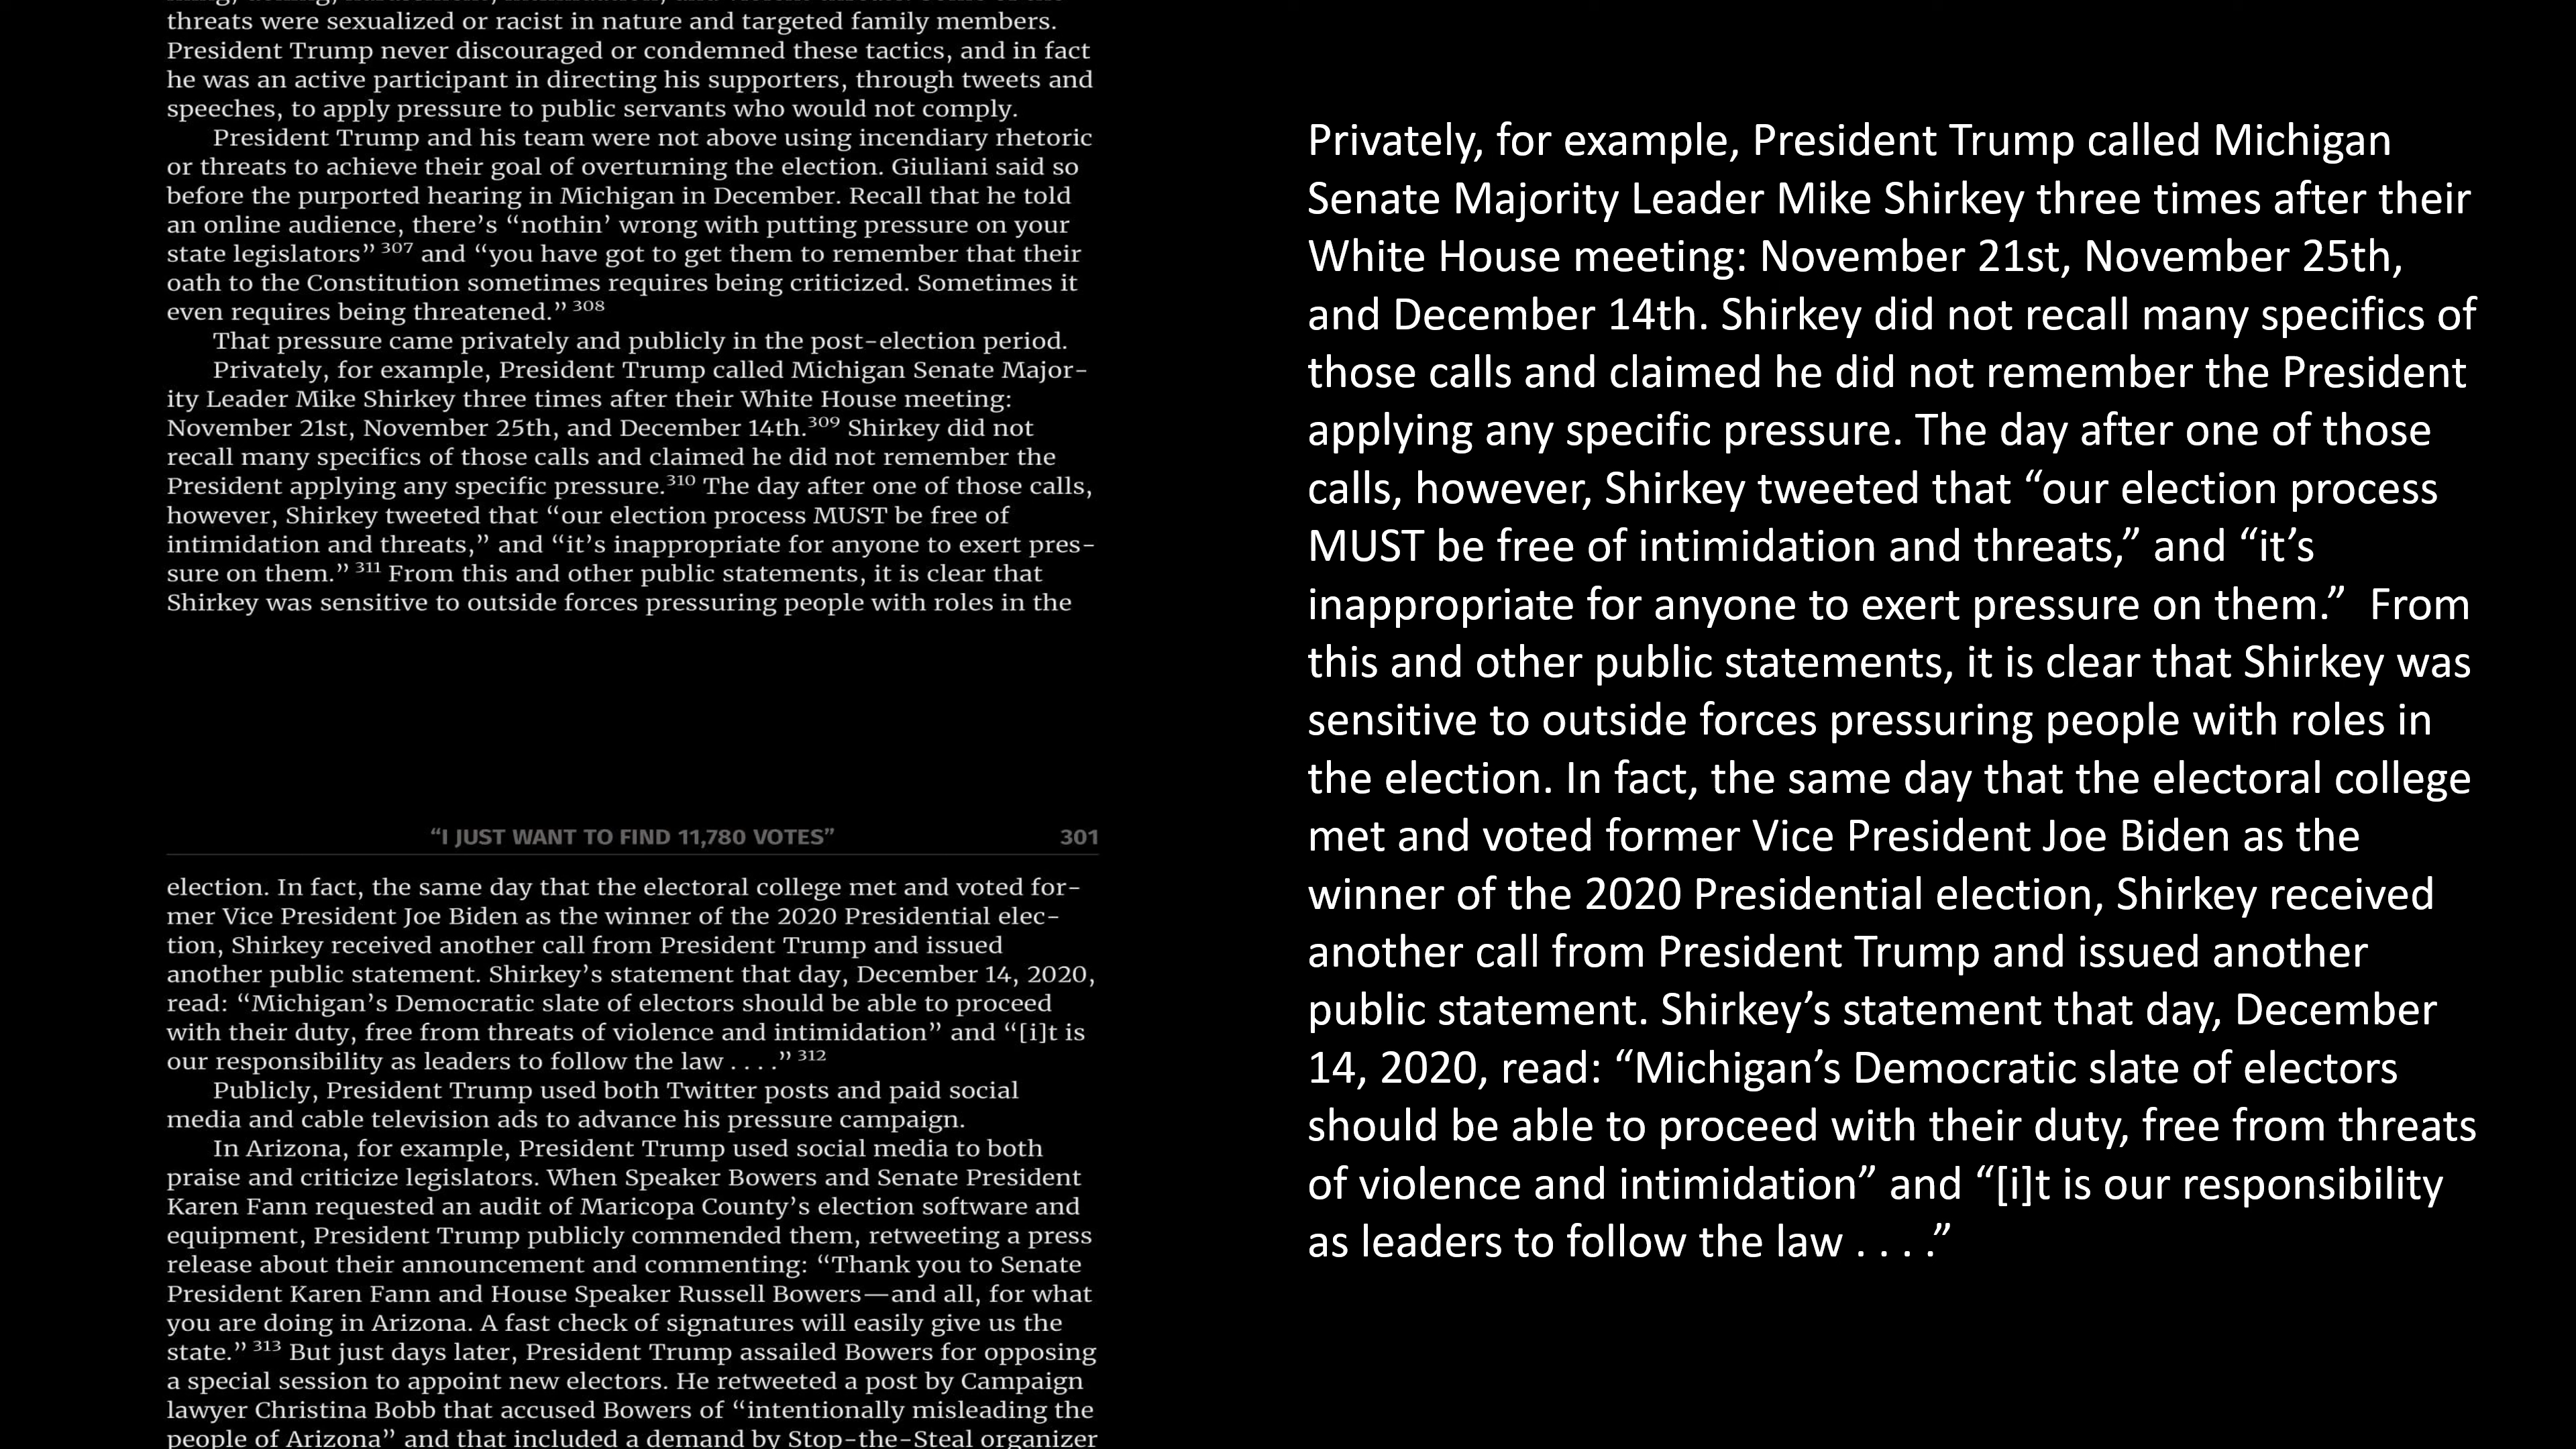 threats were sexualized or racist in nature and targeted family members.
President Trump never discouraged or condemned these tactics, and in fact
he was an active participant in directing his supporters, through tweets and
speeches, to apply pressure to public servants who would not comply.
President Trump and his team were not above using incendiary rhetoric
or threats to achieve their goal of overturning the election. Giuliani said so
before the purported hearing in Michigan in December. Recall that he told
an online audience, there’s “nothin’ wrong with putting pressure on your
state legislators” 307 and “you have got to get them to remember that their
oath to the Constitution sometimes requires being criticized. Sometimes it
even requires being threatened.” 308
That pressure came privately and publicly in the post-election period.
Privately, for example, President Trump called Michigan Senate Major-
ity Leader Mike Shirkey three times after their White House meeting:
November 21st, November 25th, and December 14th.309 Shirkey did not
recall many specifics of those calls and claimed he did not remember the
President applying any specific pressure.310 The day after one of those calls,
however, Shirkey tweeted that “our election process MUST be free of
intimidation and threats,” and “it’s inappropriate for anyone to exert pres-
sure on them.” 311 From this and other public statements, it is clear that
Shirkey was sensitive to outside forces pressuring people with roles in the
“I JUST WANT TO FIND 11,780 VOTES” 301
election. In fact, the same day that the electoral college met and voted for-
mer Vice President Joe Biden as the winner of the 2020 Presidential elec-
tion, Shirkey received another call from President Trump and issued
another public statement. Shirkey’s statement that day, December 14, 2020,
read: “Michigan’s Democratic slate of electors should be able to proceed
with their duty, free from threats of violence and intimidation” and “[i]t is
our responsibility as leaders to follow the law . . . .” 312
Publicly, President Trump used both Twitter posts and paid social
media and cable television ads to advance his pressure campaign.
In Arizona, for example, President Trump used social media to both
praise and criticize legislators. When Speaker Bowers and Senate President
Karen Fann requested an audit of Maricopa County’s election software and
equipment, President Trump publicly commended them, retweeting a press
release about their announcement and commenting: “Thank you to Senate
President Karen Fann and House Speaker Russell Bowers—and all, for what
you are doing in Arizona. A fast check of signatures will easily give us the
state.” 313 But just days later, President Trump assailed Bowers for opposing
a special session to appoint new electors. He retweeted a post by Campaign
lawyer Christina Bobb that accused Bowers of “intentionally misleading the
people of Arizona” and that included a demand by Stop-the-Steal organizer
Privately, for example, President Trump called Michigan
Senate Majority Leader Mike Shirkey three times after their
White House meeting: November 21st, November 25th,
and December 14th. Shirkey did not recall many specifics of
those calls and claimed he did not remember the President
applying any specific pressure. The day after one of those
calls, however, Shirkey tweeted that “our election process
MUST be free of intimidation and threats,” and “it’s
inappropriate for anyone to exert pressure on them.”  From
this and other public statements, it is clear that Shirkey was
sensitive to outside forces pressuring people with roles in
the election. In fact, the same day that the electoral college
met and voted former Vice President Joe Biden as the
winner of the 2020 Presidential election, Shirkey received
another call from President Trump and issued another
public statement. Shirkey’s statement that day, December
14, 2020, read: “Michigan’s Democratic slate of electors
should be able to proceed with their duty, free from threats
of violence and intimidation” and “[i]t is our responsibility
as leaders to follow the law . . . .”